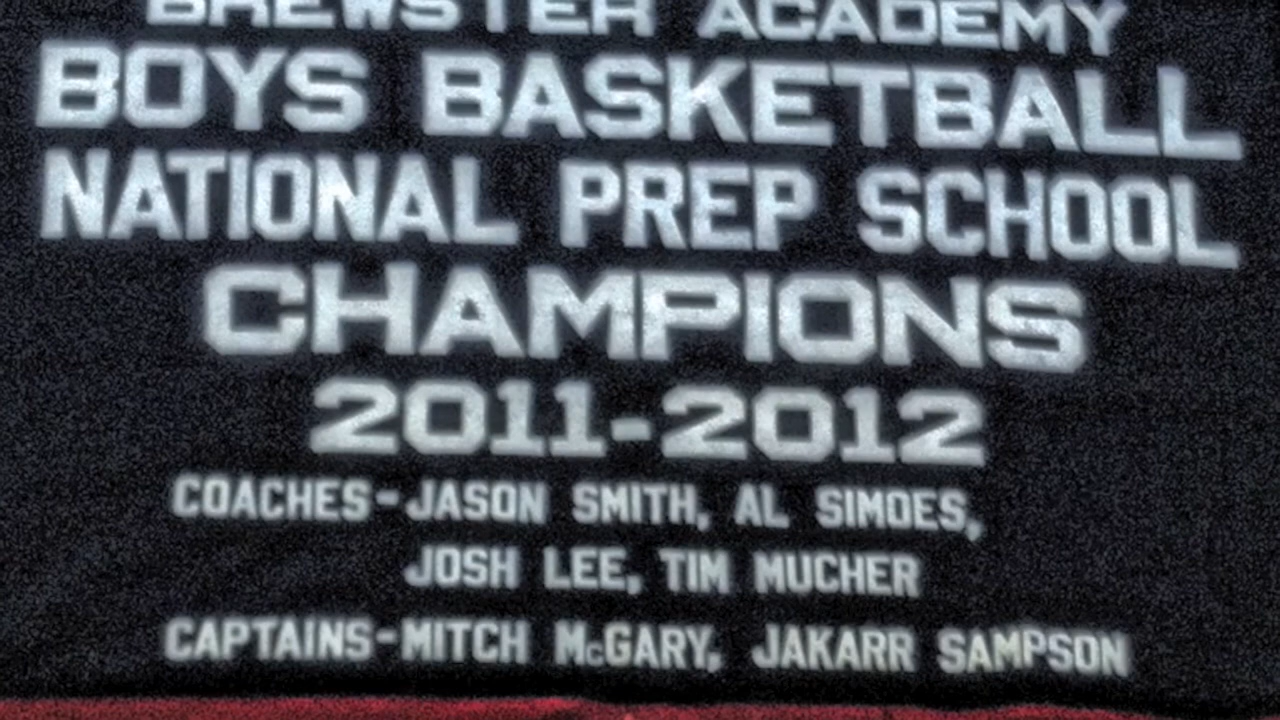 BREWSTER ACADEMY
BOYS BASKETBALL
NATIONAL PREP SCHOOL
CHAMPIONS
2011-2012
COACHES-JASON SMITH, AL SIMOES,
JOSH LEE, TIM MUCHER
CAPTAINS-MITCH McGARY, JAKARR SAMPSON